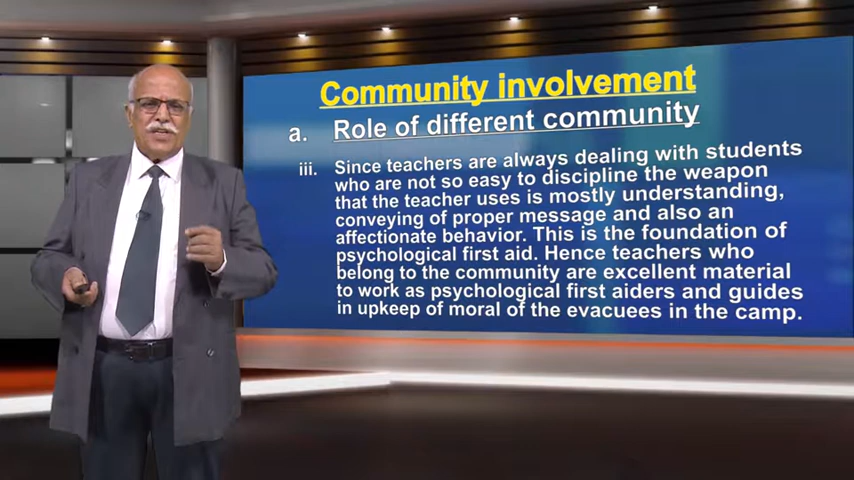 Community involvement
a. Role of different community
iii. Since teachers are always dealing with students
who are not so easy to discipline the weapon
that the teacher uses is mostly understanding,
conveying of proper message and also an
affectionate behavior. This is the foundation of
psychological first aid. Hence teachers who
belong to the community are excellent material
to work as psychological first aiders and guides
in upkeep of moral of the evacuees in the camp.